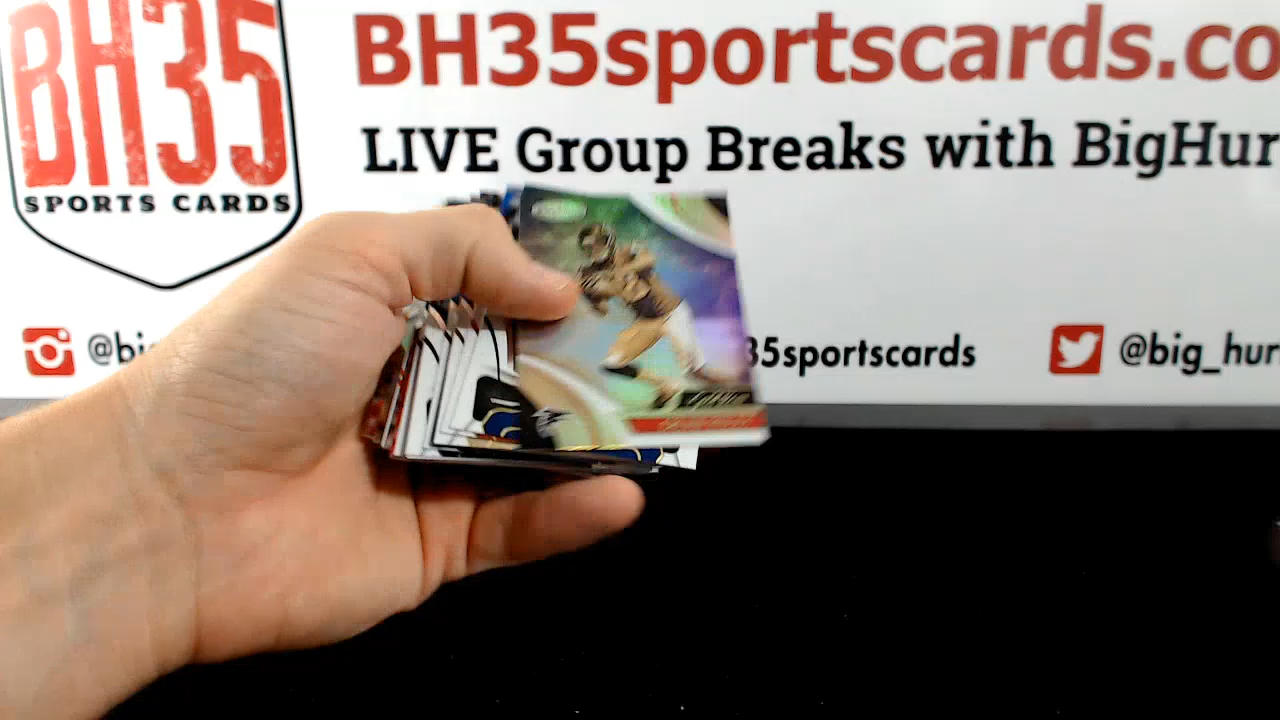 BH35
SPORTS CARDS
BH35sportscards.co
LIVE Group Breaks with BigHur
@bi
35sportscards
@big_hur